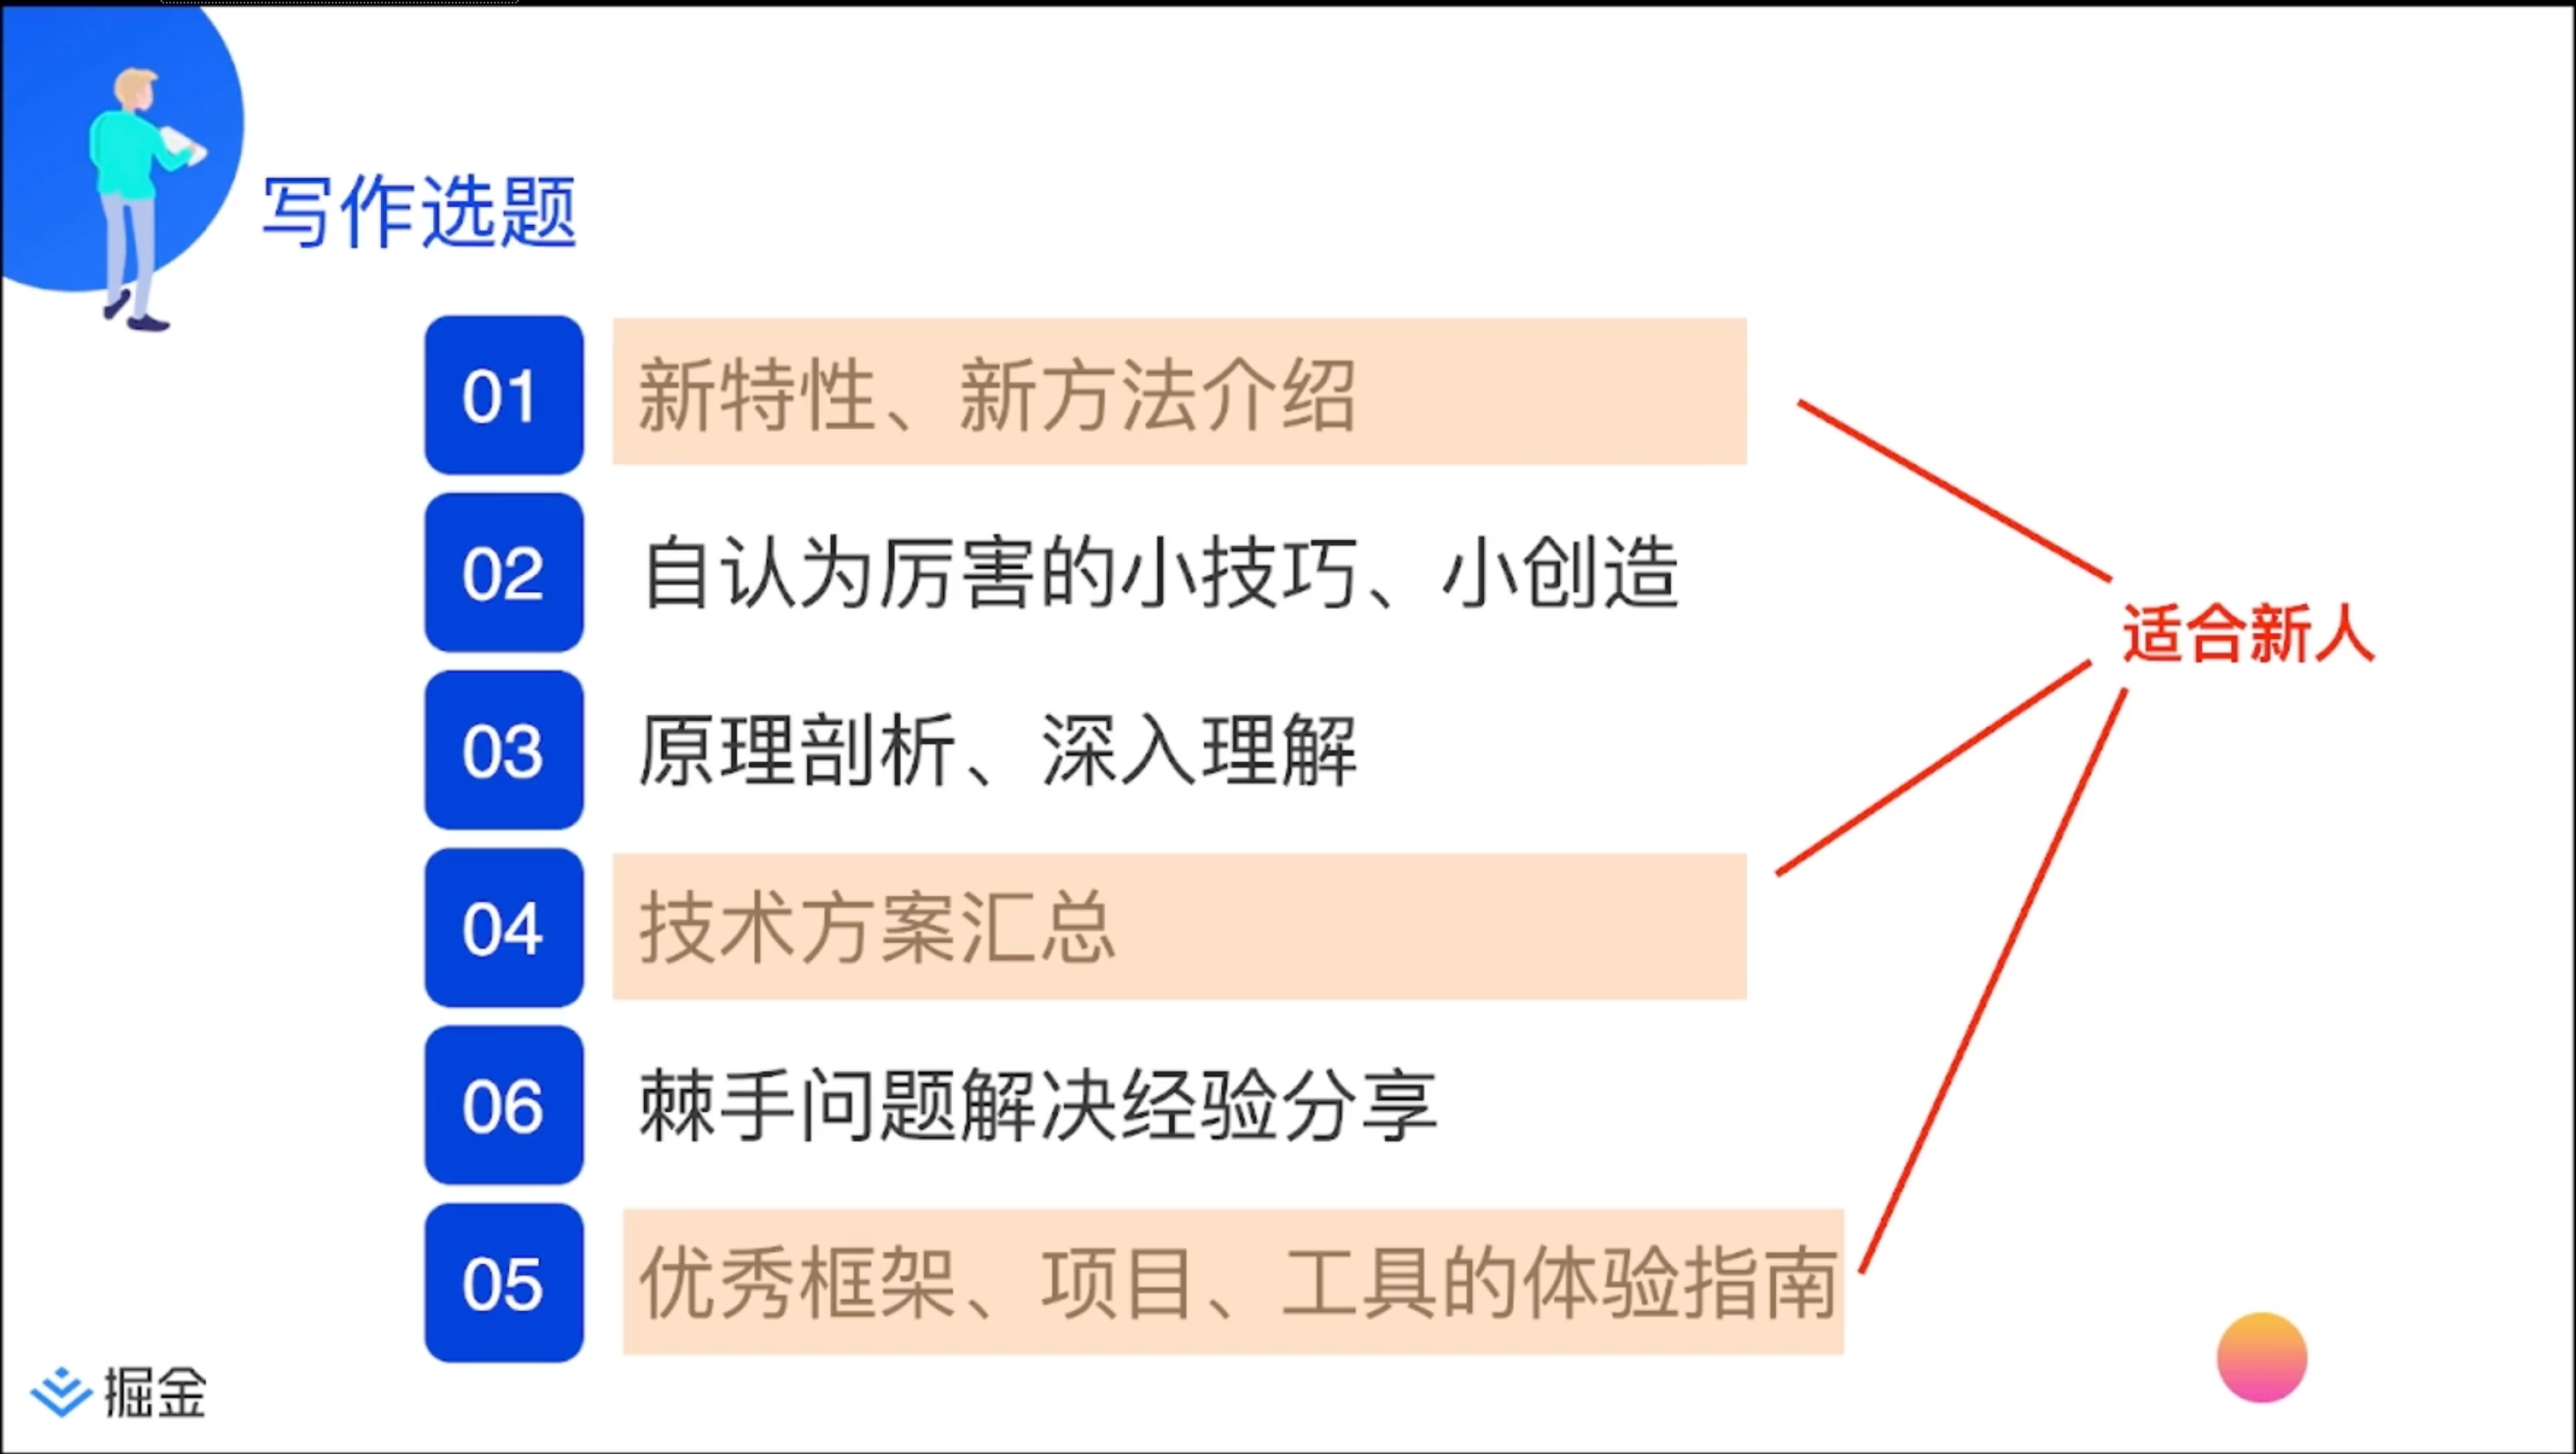 写作选题
01 新特性、新方法介绍
02 自认为厉害的小技巧、小创造
03 原理剖析、深入理解
适合新人
04 技术方案汇总
06 棘手问题解决经验分享
05 优秀框架、项目、工具的体验指南
掘金